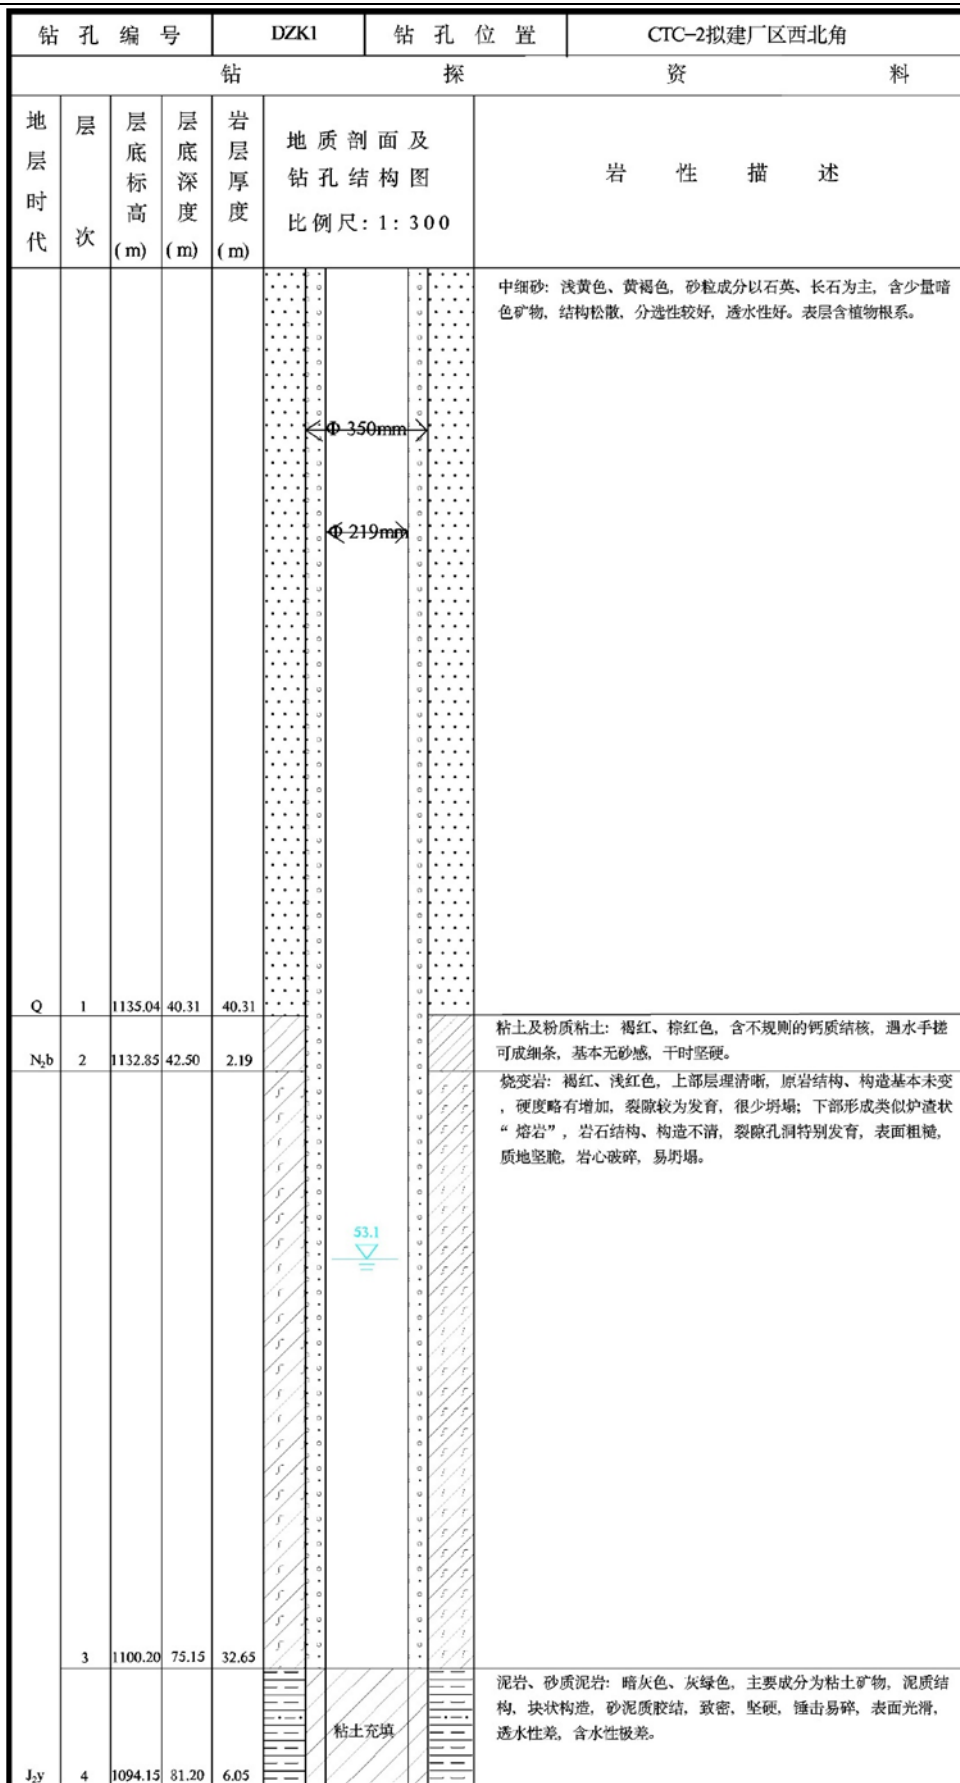 钻孔编号 DZK1 钻孔位置 CTC-2拟建厂区西北角
钻探资料
地层时代
层次
层底标高(m)
层底深度(m)
岩层厚度(m)
地质剖面及
钻孔结构图
比例尺:1:300
岩性描述
中细砂：浅黄色、黄褐色，砂粒成分以石英、长石为主，含少量暗
色矿物，结构松散，分选性较好，透水性好。表层含植物根系。
Φ 350mm
Φ 219mm
Q 1 1135.04 40.31 40.31
粘土及粉质粘土：褐红、棕红色，含不规则的钙质结核，遇水手搓
可成细条，基本无砂感，干时坚硬。
N₂b 2 1132.85 42.50 2.19
烧变岩：褐红、浅红色，上部层理清晰，原岩结构、构造基本未变
，硬度略有增加，裂隙较为发育，很少坍塌；下部形成类似炉渣状
“熔岩”，岩石结构、构造不清，裂隙孔洞特别发育，表面粗糙，
质地坚脆，岩心破碎，易坍塌。
53.1
3 1100.20 75.15 32.65
泥岩、砂质泥岩：暗灰色、灰绿色，主要成分为粘土矿物，泥质结
构、块状构造，砂泥质胶结，致密，坚硬，锤击易碎，表面光滑，
透水性差，含水性极差。
粘土充填
J₂y 4 1094.15 81.20 6.05